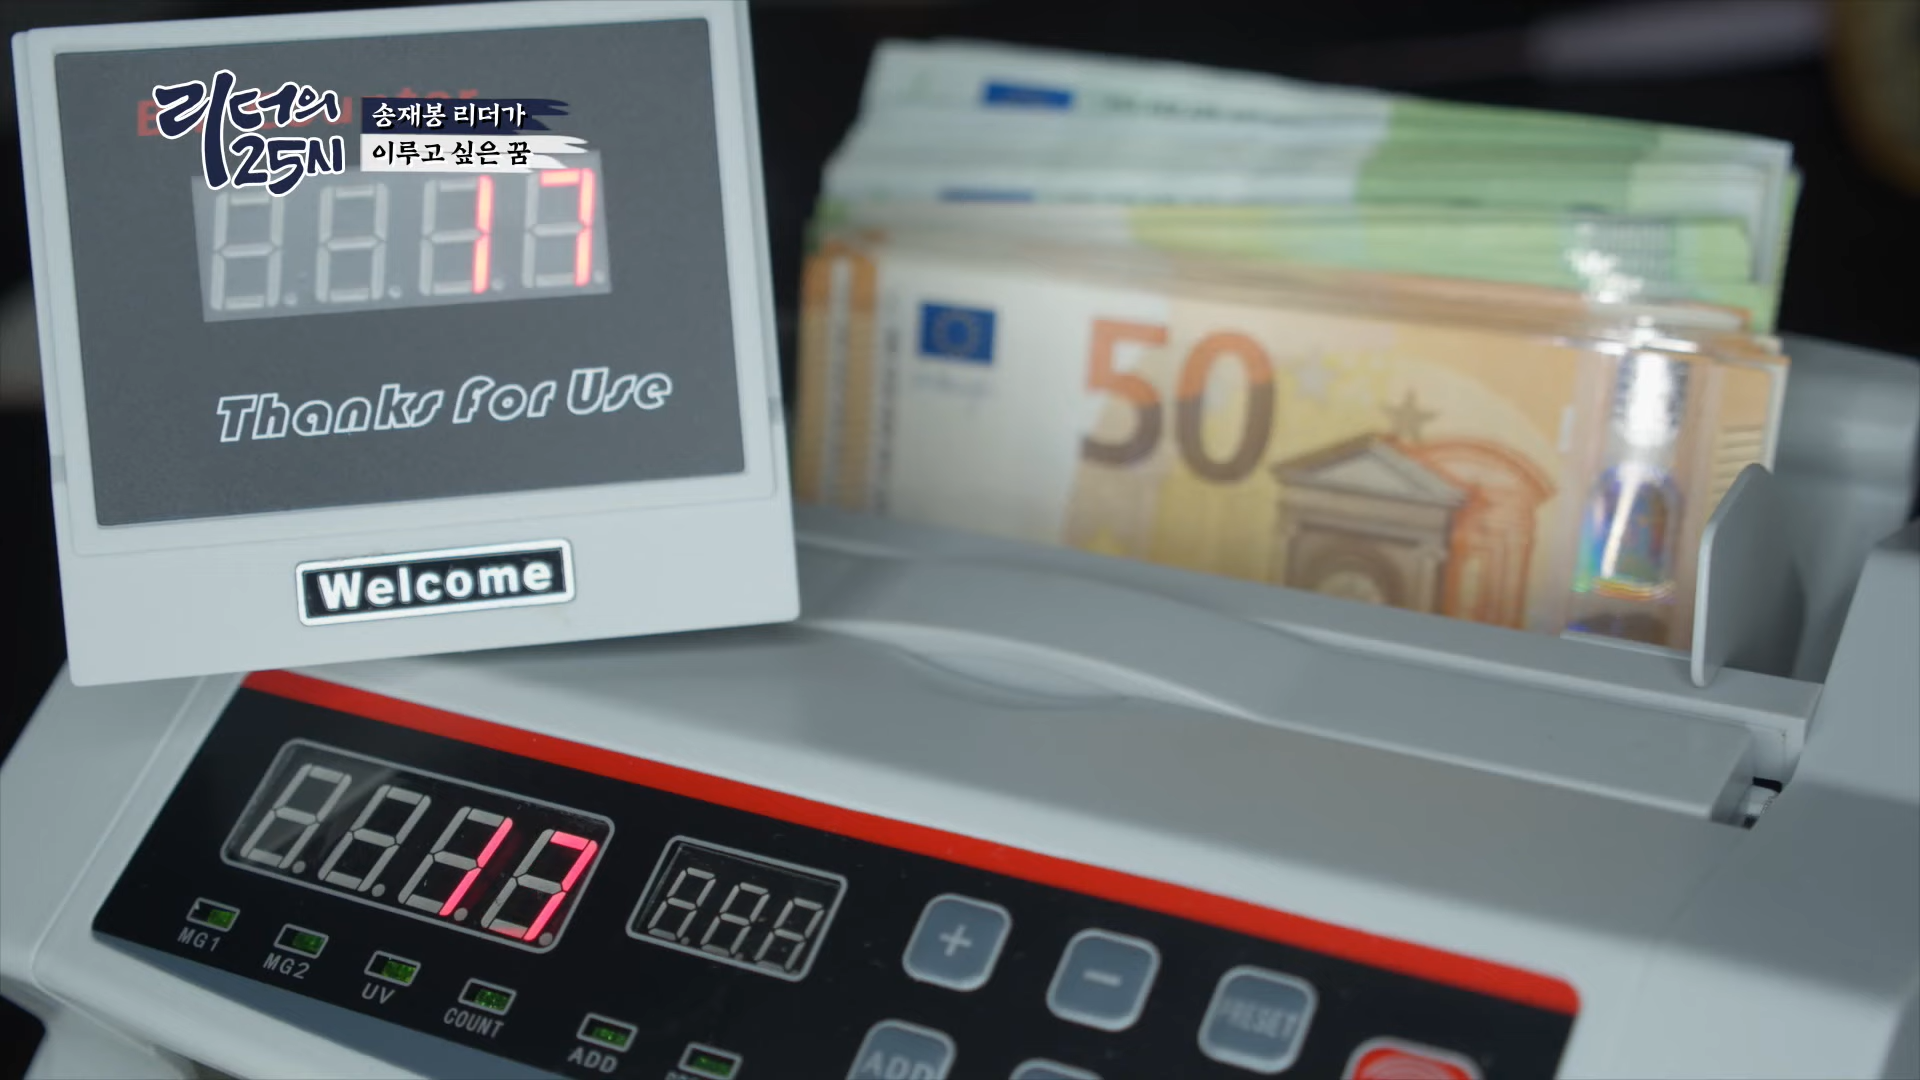 리더의
25시
송재봉 리더가
이루고 싶은 꿈
17
Thanks For Use
Welcome
50
17
MG1
MG2
UV
COUNT
ADD
+
-
PRESET
ADD